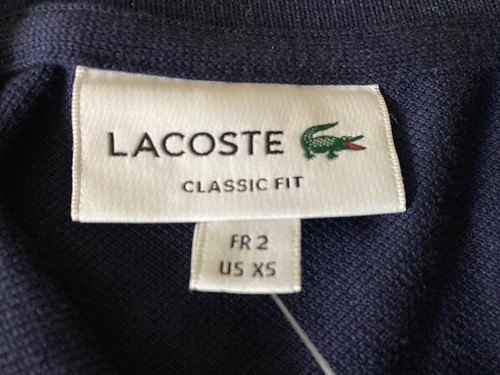 LACOSTE
CLASSIC FIT
FR 2
US XS